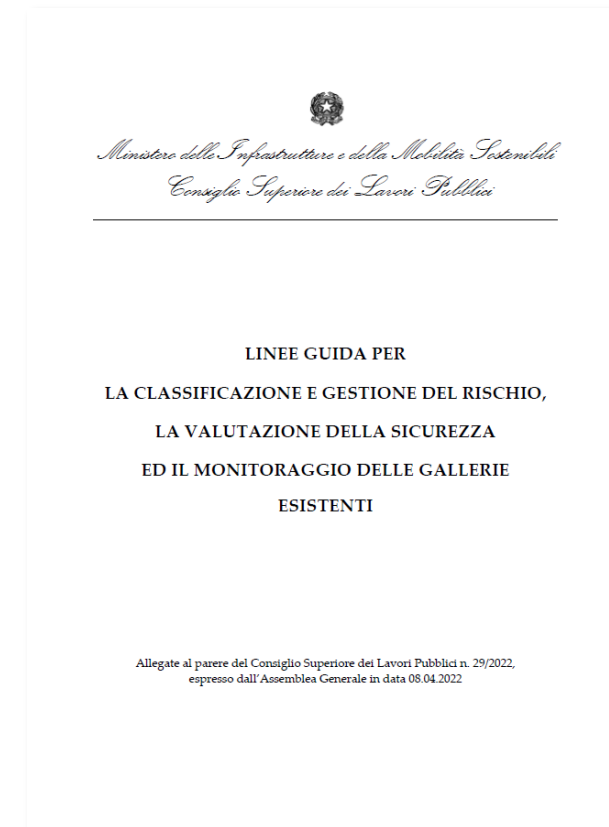 Ministero delle Infrastrutture e della Mobilità Sostenibili
Consiglio Superiore dei Lavori Pubblici
LINEE GUIDA PER
LA CLASSIFICAZIONE E GESTIONE DEL RISCHIO,
LA VALUTAZIONE DELLA SICUREZZA
ED IL MONITORAGGIO DELLE GALLERIE
ESISTENTI
Allegate al parere del Consiglio Superiore dei Lavori Pubblici n. 29/2022,
espresso dall'Assemblea Generale in data 08.04.2022